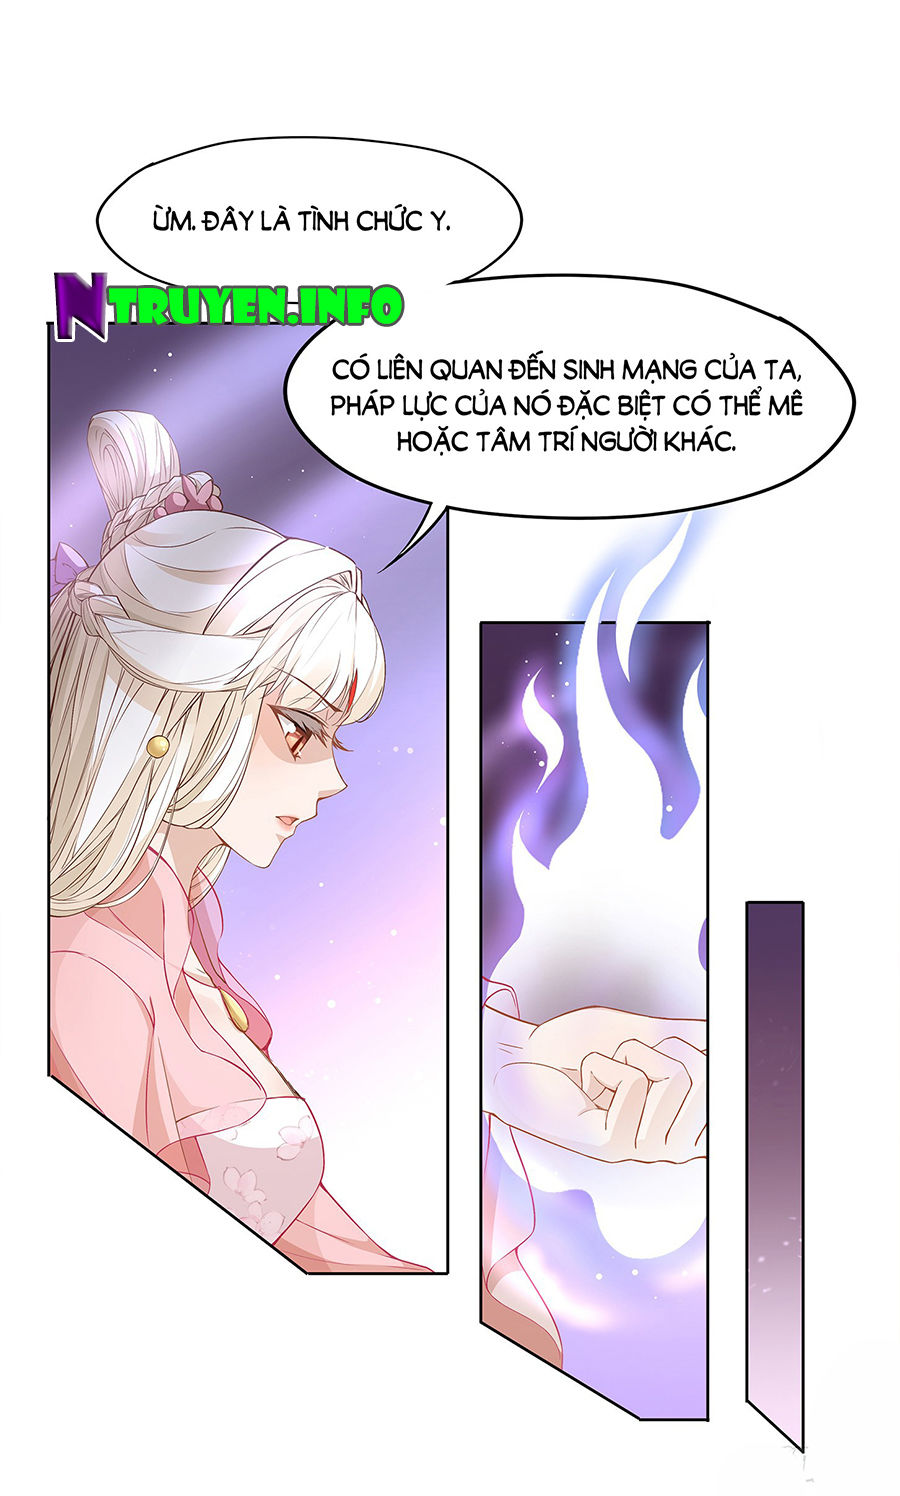 ỪM. ĐÂY LÀ TÌNH CHỨC Y.
NTRUYEN.INFO
CÓ LIÊN QUAN ĐẾN SINH MẠNG CỦA TA,
PHÁP LỰC CỦA NÓ ĐẶC BIỆT CÓ THỂ MÊ
HOẶC TÂM TRÍ NGƯỜI KHÁC.